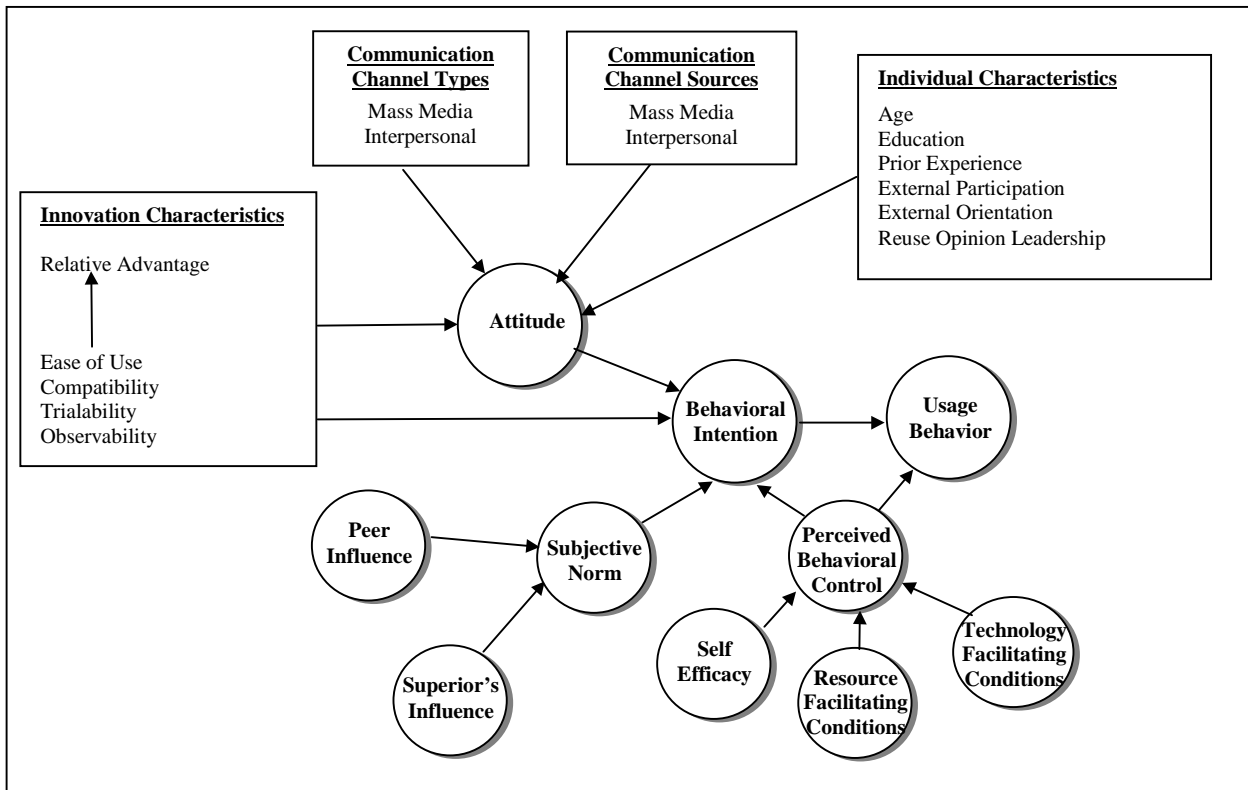 Communication
Channel Types
Mass Media
Interpersonal
Communication
Channel Sources
Mass Media
Interpersonal
Individual Characteristics
Age
Education
Prior Experience
External Participation
External Orientation
Reuse Opinion Leadership
Innovation Characteristics
Relative Advantage
Ease of Use
Compatibility
Trialability
Observability
Attitude
Behavioral
Intention
Usage
Behavior
Peer
Influence
Subjective
Norm
Perceived
Behavioral
Control
Superior's
Influence
Self
Efficacy
Resource
Facilitating
Conditions
Technology
Facilitating
Conditions